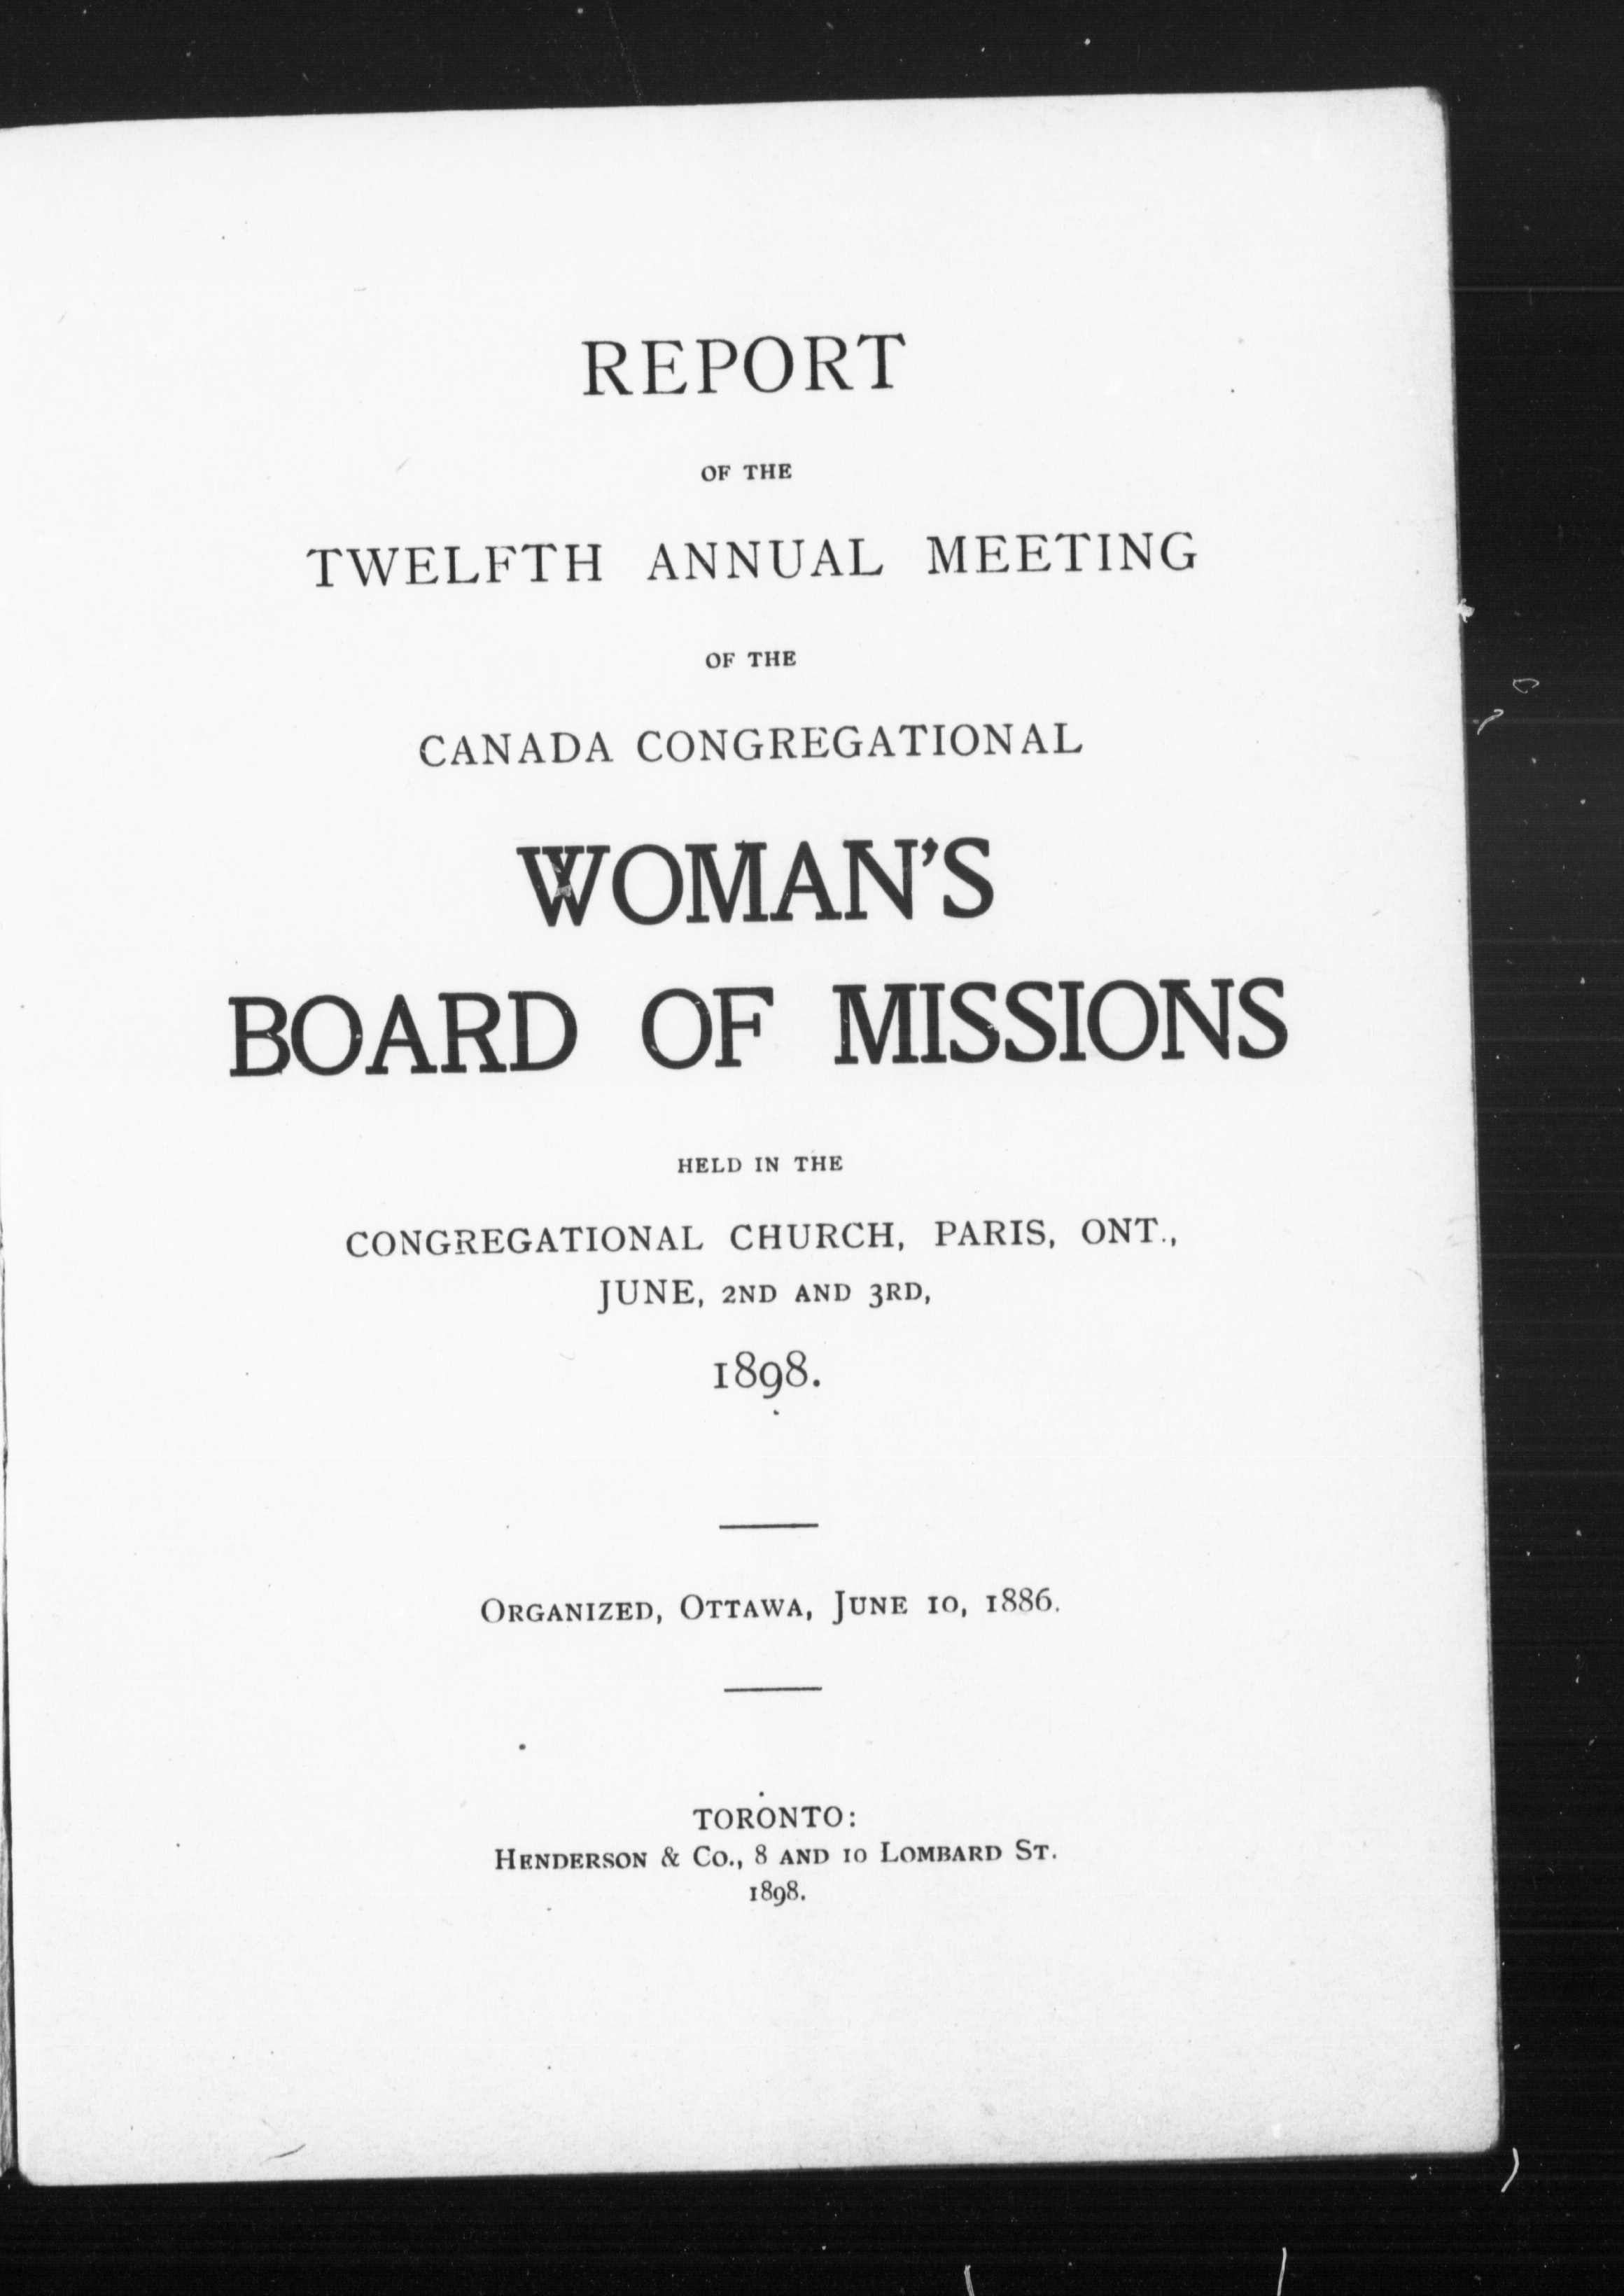 REPORT
OF THE
TWELFTH ANNUAL MEETING
OF THE
CANADA CONGREGATIONAL
WOMAN'S
BOARD OF MISSIONS
HELD IN THE
CONGREGATIONAL CHURCH, PARIS, ONT.,
JUNE, 2ND AND 3RD,
1898.
ORGANIZED, OTTAWA, JUNE 10, 1886.
TORONTO:
HENDERSON & CO., 8 AND 10 LOMBARD ST.
1898.